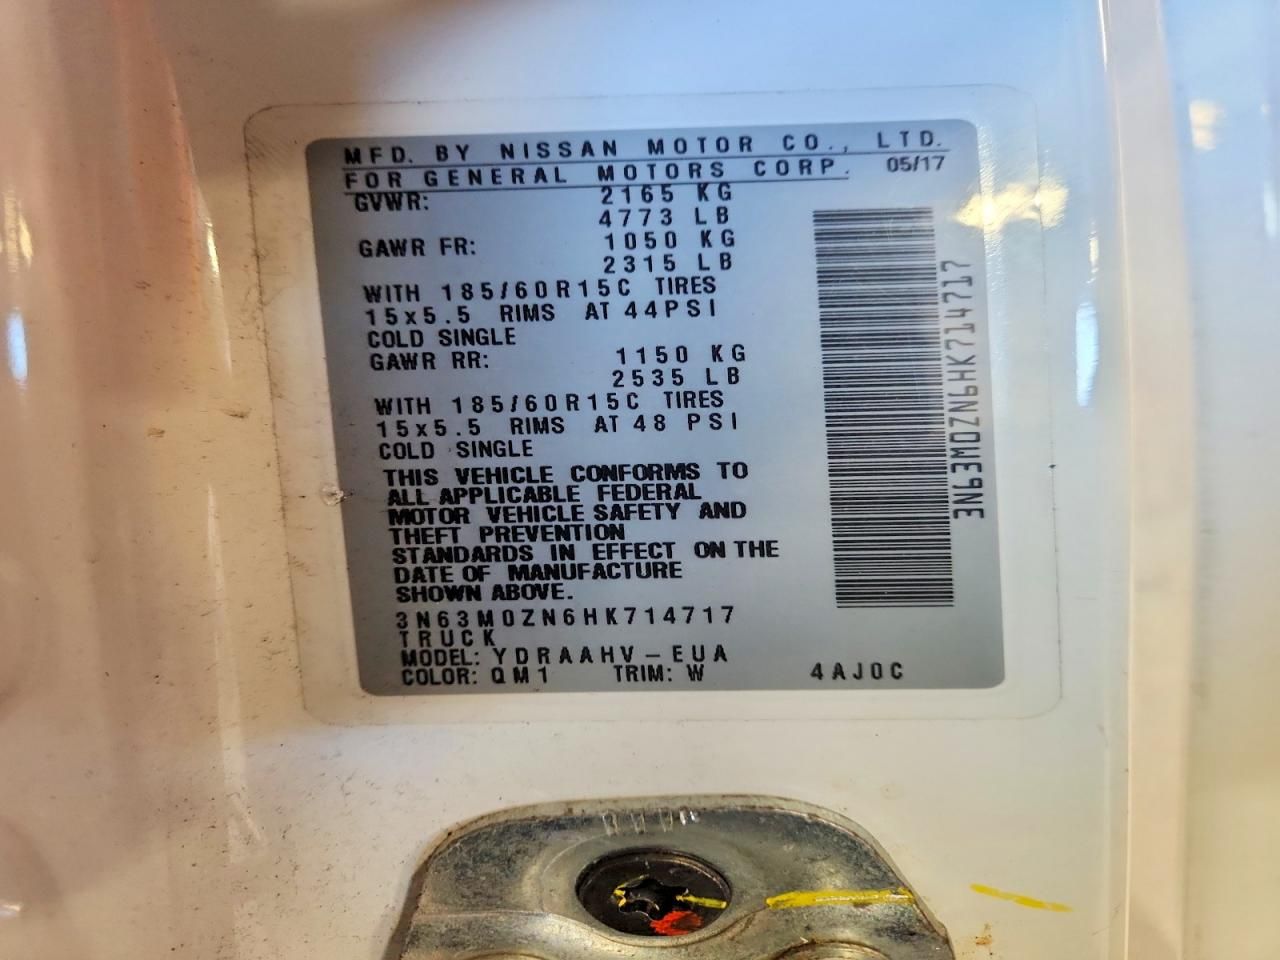 MFD. BY NISSAN MOTOR CO., LTD.
FOR GENERAL MOTORS CORP. 05/17
GVWR: 2165 KG
4773 LB
GAWR FR: 1050 KG
2315 LB
WITH 185/60R15C TIRES
15x5.5 RIMS AT 44PSI
COLD SINGLE
GAWR RR: 1150 KG
2535 LB
WITH 185/60R15C TIRES
15x5.5 RIMS AT 48 PSI
COLD SINGLE
THIS VEHICLE CONFORMS TO
ALL APPLICABLE FEDERAL
MOTOR VEHICLE SAFETY AND
THEFT PREVENTION
STANDARDS IN EFFECT ON THE
DATE OF MANUFACTURE
SHOWN ABOVE.
3N63M0ZN6HK714717
TRUCK
MODEL: YDRAAHV-EUA
COLOR: QM1 TRIM: W 4AJ0C
3N63M0ZN6HK714717